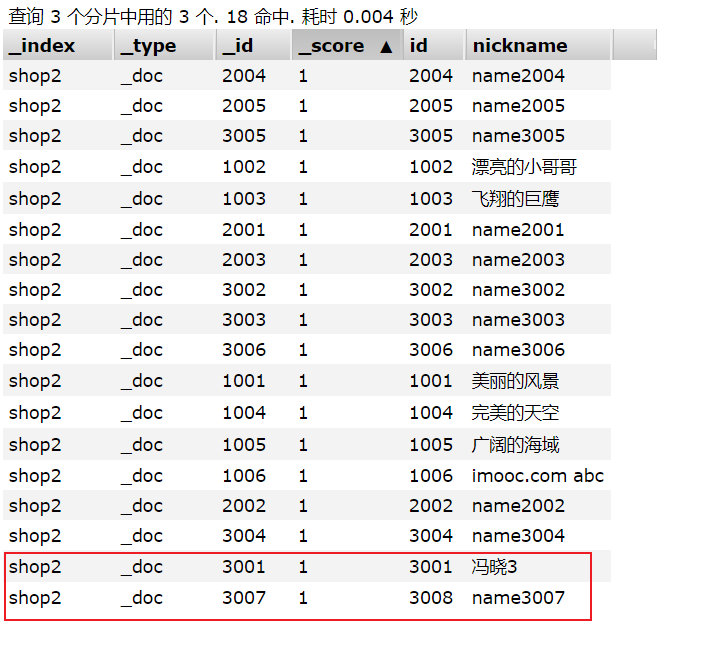 查询 3 个分片中用的 3 个. 18 命中. 耗时 0.004 秒
_index _type _id _score ▲ id nickname
shop2 _doc 2004 1 2004 name2004
shop2 _doc 2005 1 2005 name2005
shop2 _doc 3005 1 3005 name3005
shop2 _doc 1002 1 1002 漂亮的小哥哥
shop2 _doc 1003 1 1003 飞翔的巨鹰
shop2 _doc 2001 1 2001 name2001
shop2 _doc 2003 1 2003 name2003
shop2 _doc 3002 1 3002 name3002
shop2 _doc 3003 1 3003 name3003
shop2 _doc 3006 1 3006 name3006
shop2 _doc 1001 1 1001 美丽的风景
shop2 _doc 1004 1 1004 完美的天空
shop2 _doc 1005 1 1005 广阔的海域
shop2 _doc 1006 1 1006 imooc.com abc
shop2 _doc 2002 1 2002 name2002
shop2 _doc 3004 1 3004 name3004
shop2 _doc 3001 1 3001 冯晓3
shop2 _doc 3007 1 3008 name3007